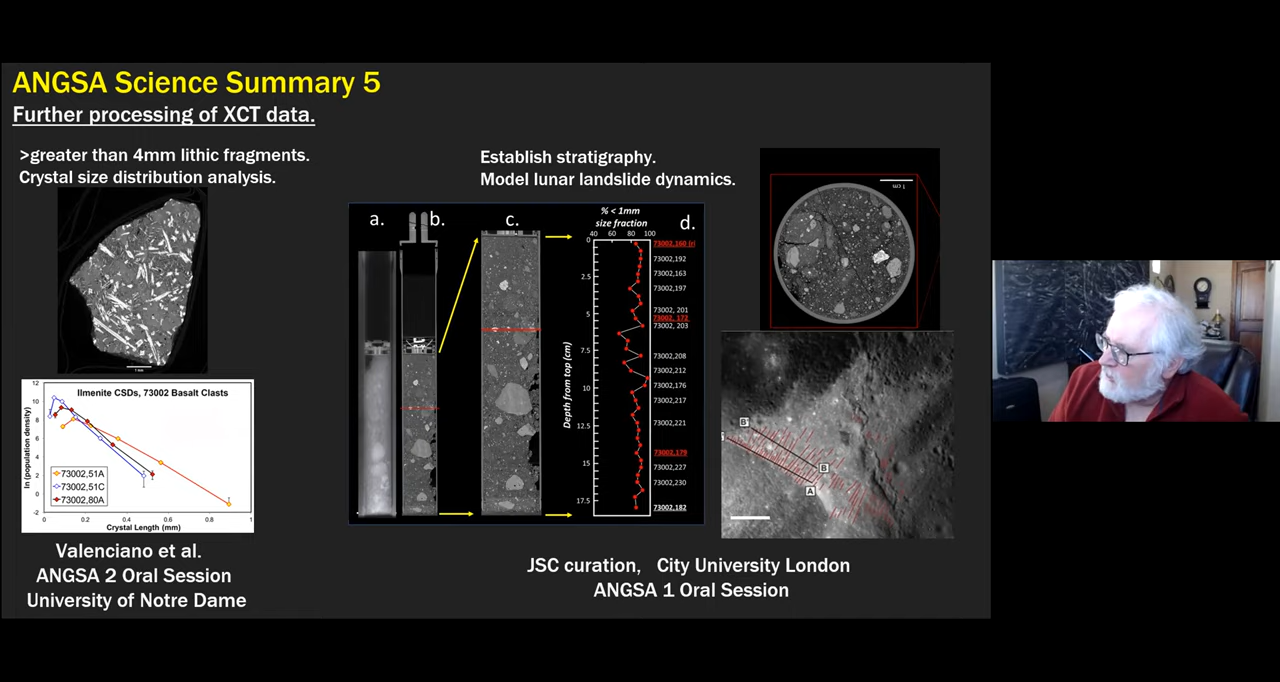 ANGSA Science Summary 5
Further processing of XCT data.
>greater than 4mm lithic fragments.
Crystal size distribution analysis.
1 mm
Ilmenite CSDs, 73002 Basalt Clasts
ln (population density)
12
10
8
6
4
2
0
-2
73002,51A
73002,51C
73002,80A
0
0.2
0.4
0.6
0.8
1
Crystal Length (mm)
Valenciano et al.
ANGSA 2 Oral Session
University of Notre Dame
Establish stratigraphy.
Model lunar landslide dynamics.
a.
b.
c.
d.
% < 1mm
size fraction
40 60 80 100
Depth from top (cm)
0
2.5
5
7.5
10
12.5
15
17.5
73002,192
73002,163
73002,197
73002, 201
73002, 172
73002, 203
73002,208
73002,212
73002,176
73002,217
73002,221
73002,179
73002,227
73002,230
73002,182
1 cm
B'
B
A
JSC curation, City University London
ANGSA 1 Oral Session